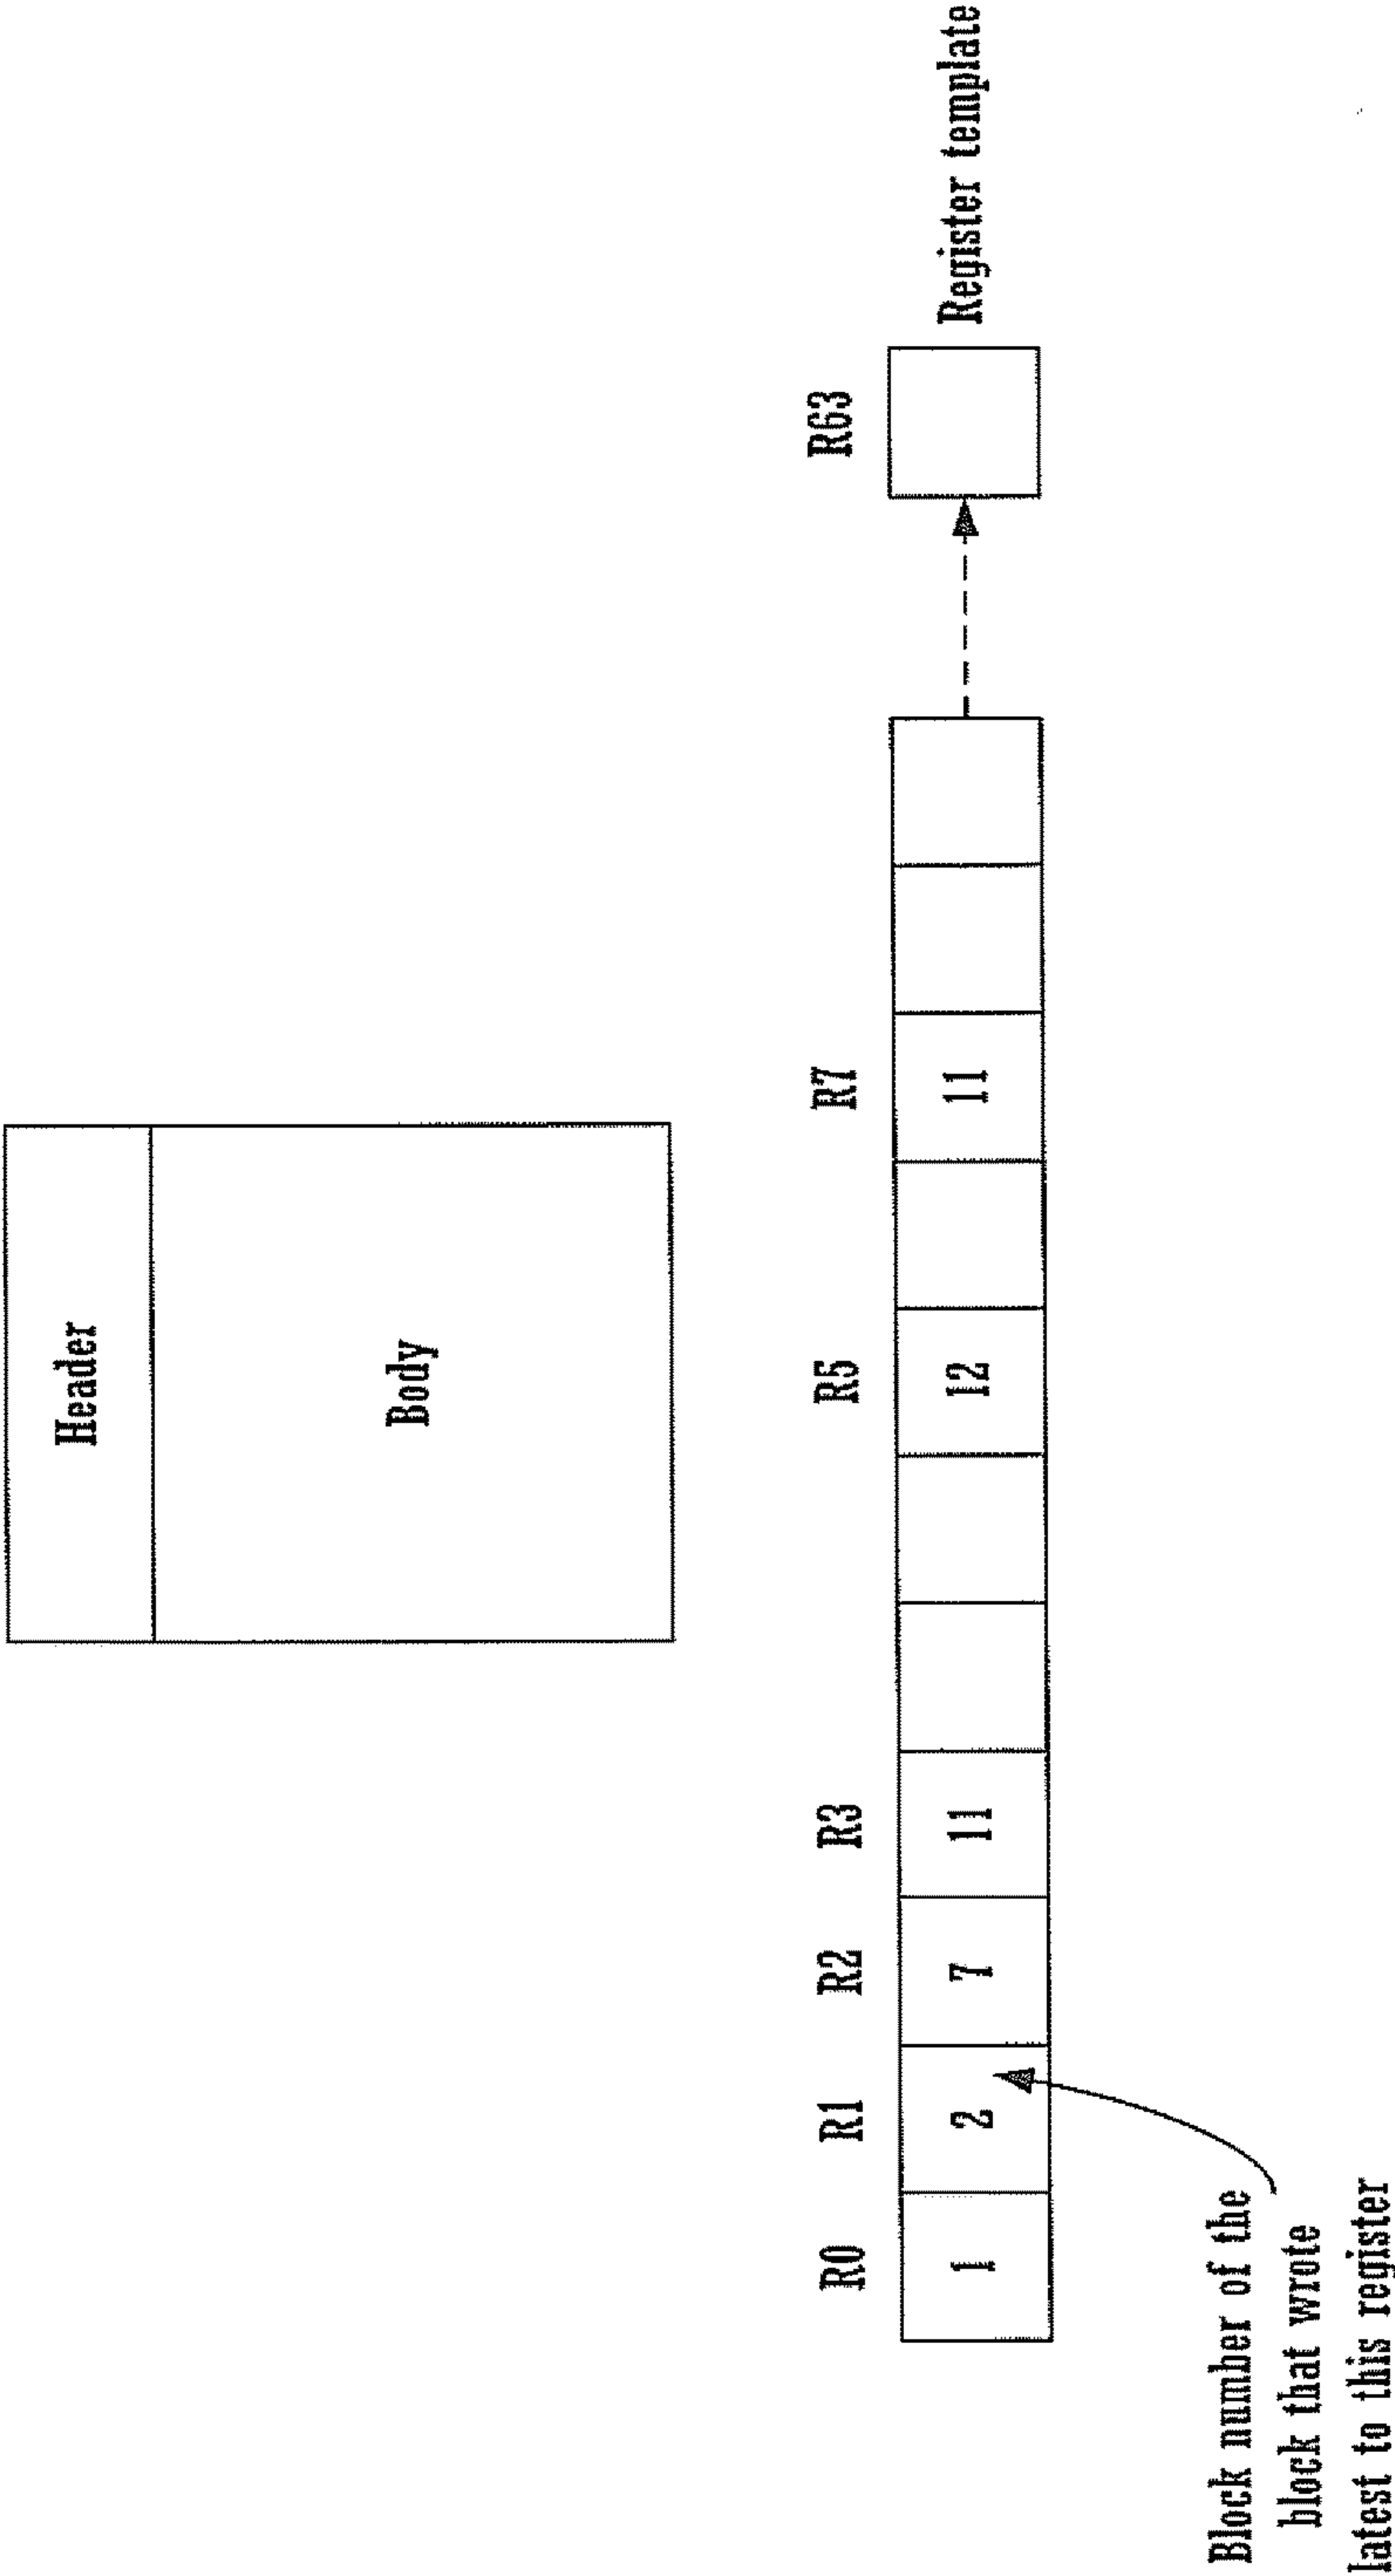 Header
Body
R0 R1 R2 R3 R5 R7 R63
1 2 7 11 12 11 Register template
Block number of the
block that wrote
latest to this register